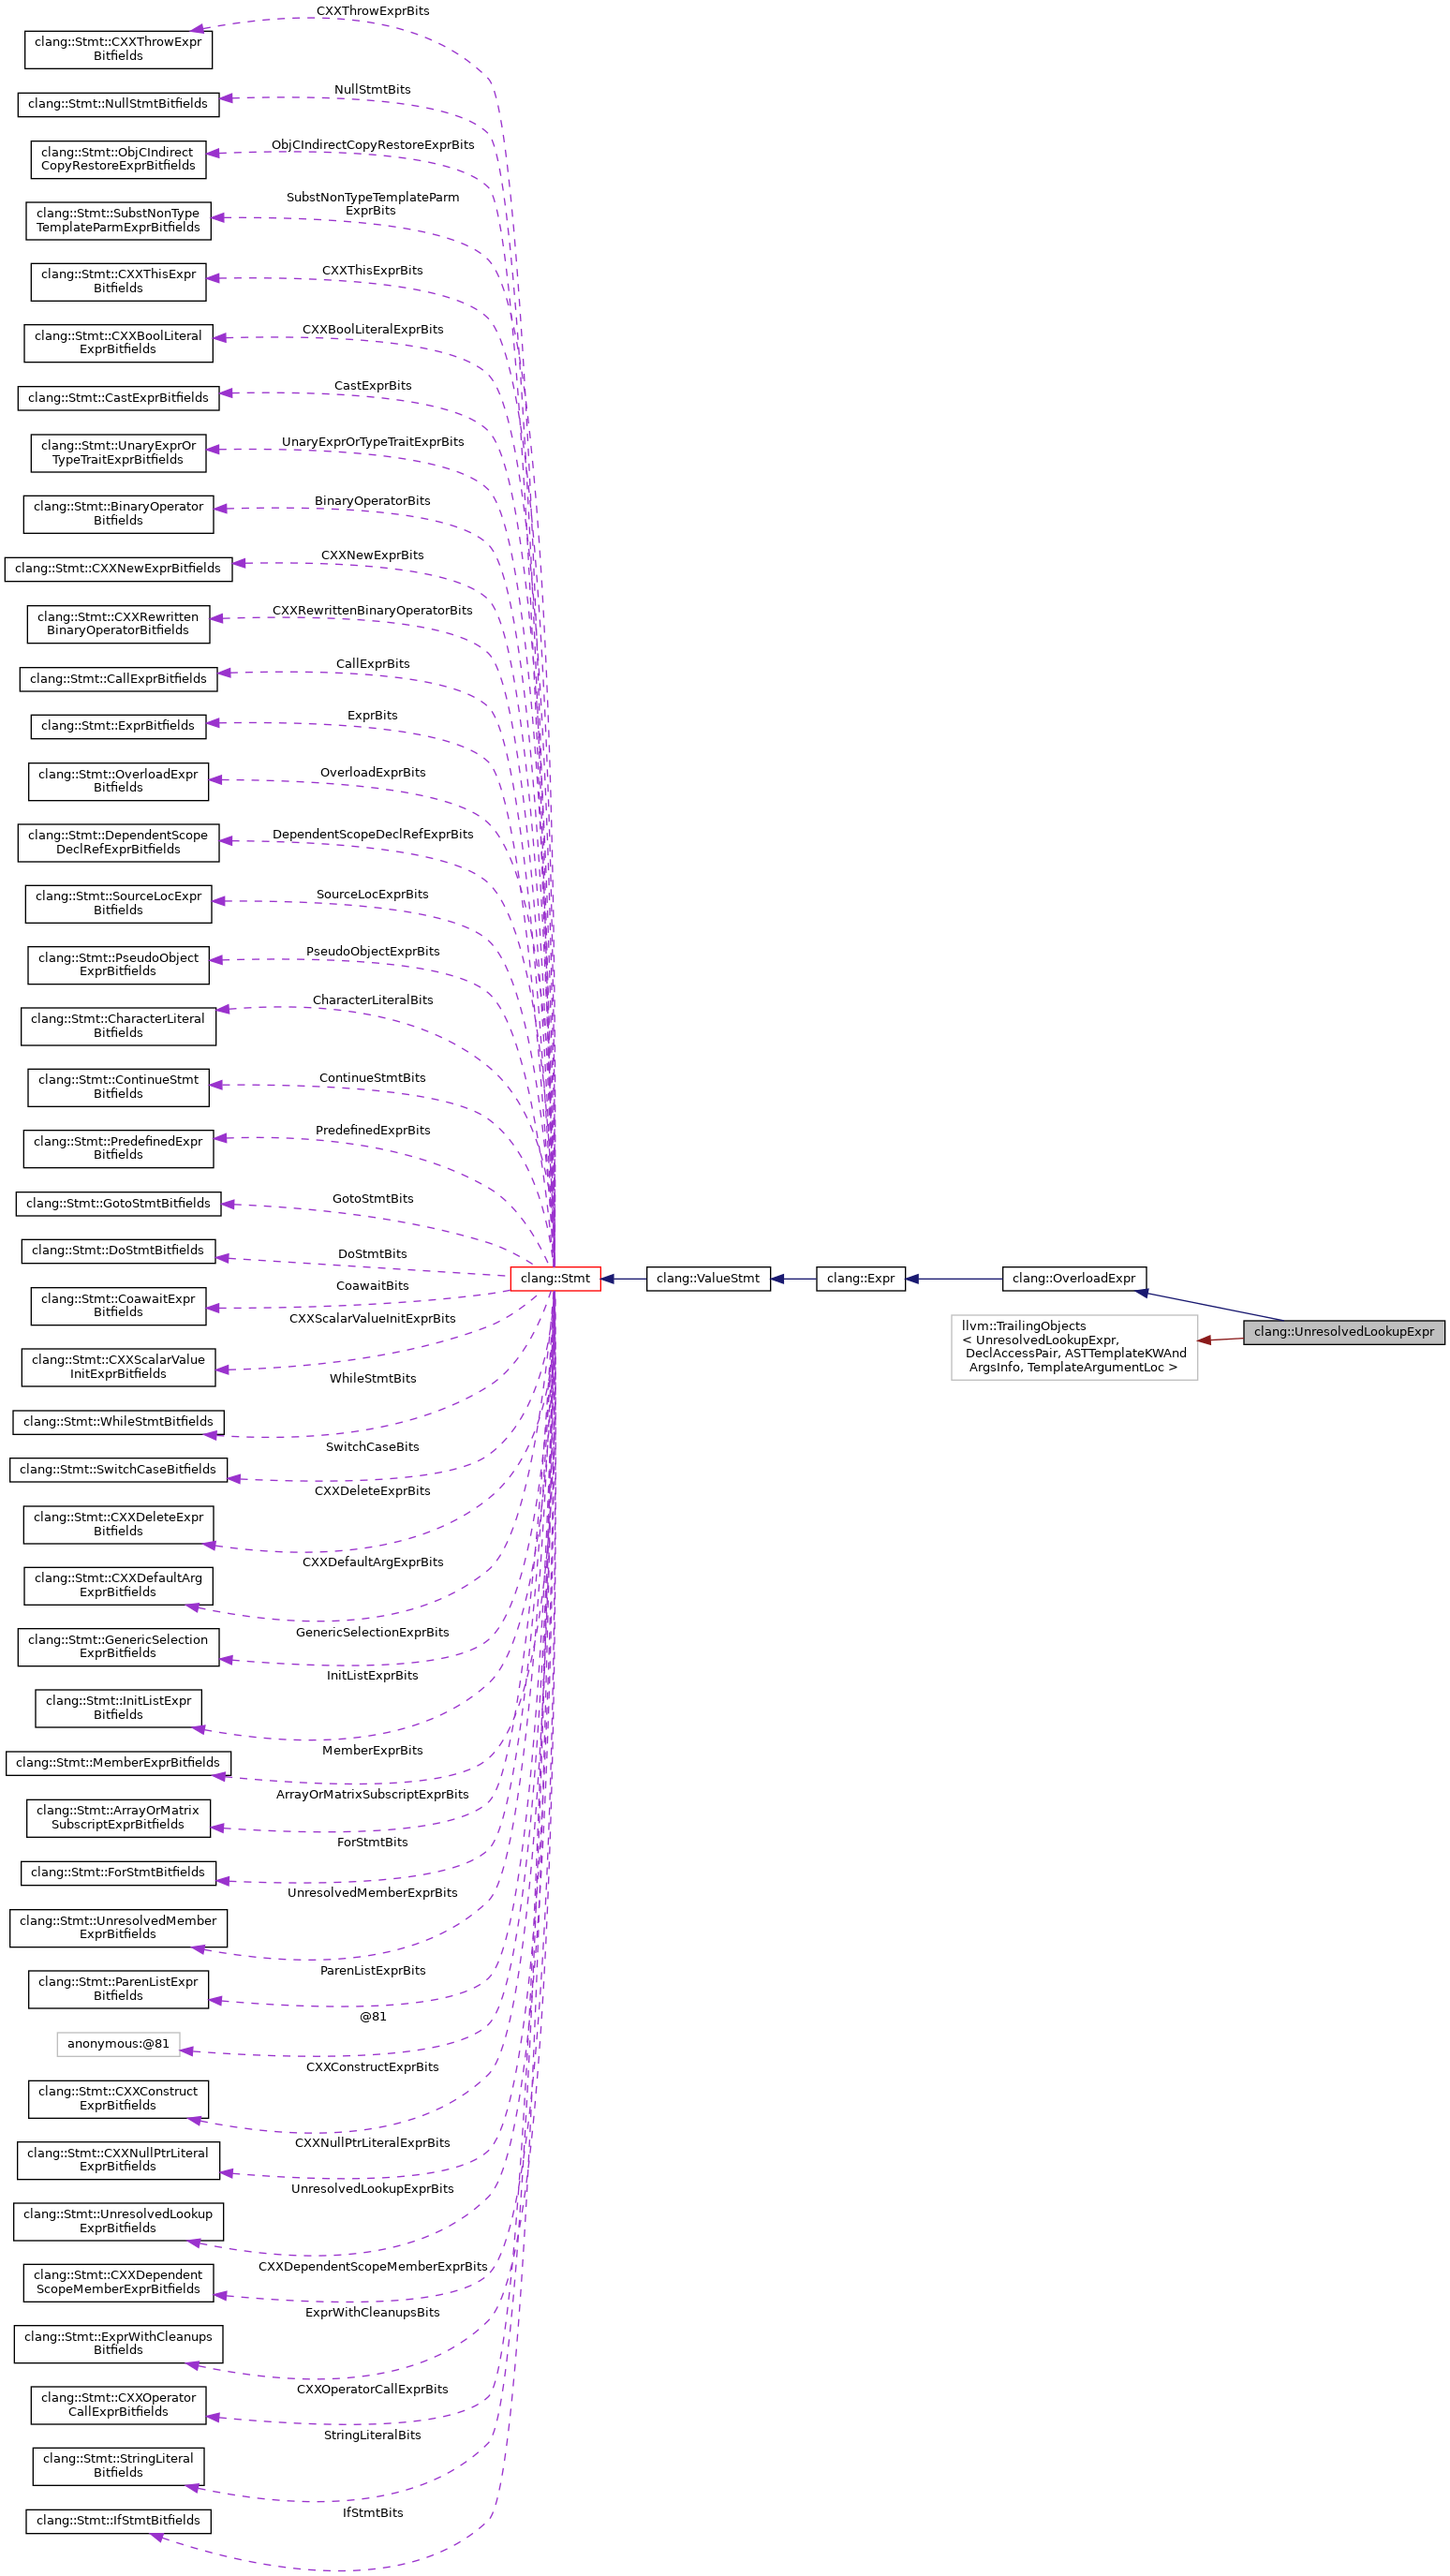 CXXThrowExprBits
clang::Stmt::CXXThrowExpr
Bitfields
NullStmtBits
clang::Stmt::NullStmtBitfields
ObjCIndirectCopyRestoreExprBits
clang::Stmt::ObjCIndirect
CopyRestoreExprBitfields
SubstNonTypeTemplateParm
ExprBits
clang::Stmt::SubstNonType
TemplateParmExprBitfields
CXXThisExprBits
clang::Stmt::CXXThisExpr
Bitfields
CXXBoolLiteralExprBits
clang::Stmt::CXXBoolLiteral
ExprBitfields
CastExprBits
clang::Stmt::CastExprBitfields
UnaryExprOrTypeTraitExprBits
clang::Stmt::UnaryExprOr
TypeTraitExprBitfields
BinaryOperatorBits
clang::Stmt::BinaryOperator
Bitfields
CXXNewExprBits
clang::Stmt::CXXNewExprBitfields
CXXRewrittenBinaryOperatorBits
clang::Stmt::CXXRewritten
BinaryOperatorBitfields
CallExprBits
clang::Stmt::CallExprBitfields
ExprBits
clang::Stmt::ExprBitfields
OverloadExprBits
clang::Stmt::OverloadExpr
Bitfields
DependentScopeDeclRefExprBits
clang::Stmt::DependentScope
DeclRefExprBitfields
SourceLocExprBits
clang::Stmt::SourceLocExpr
Bitfields
PseudoObjectExprBits
clang::Stmt::PseudoObject
ExprBitfields
CharacterLiteralBits
clang::Stmt::CharacterLiteral
Bitfields
ContinueStmtBits
clang::Stmt::ContinueStmt
Bitfields
PredefinedExprBits
clang::Stmt::PredefinedExpr
Bitfields
GotoStmtBits
clang::Stmt::GotoStmtBitfields
DoStmtBits
clang::Stmt::DoStmtBitfields
clang::Stmt
clang::ValueStmt
clang::Expr
clang::OverloadExpr
clang::UnresolvedLookupExpr
llvm::TrailingObjects
< UnresolvedLookupExpr,
DeclAccessPair, ASTTemplateKWAnd
ArgsInfo, TemplateArgumentLoc >
CoawaitBits
clang::Stmt::CoawaitExpr
Bitfields
CXXScalarValueInitExprBits
clang::Stmt::CXXScalarValue
InitExprBitfields
WhileStmtBits
clang::Stmt::WhileStmtBitfields
SwitchCaseBits
clang::Stmt::SwitchCaseBitfields
CXXDeleteExprBits
clang::Stmt::CXXDeleteExpr
Bitfields
CXXDefaultArgExprBits
clang::Stmt::CXXDefaultArg
ExprBitfields
GenericSelectionExprBits
clang::Stmt::GenericSelection
ExprBitfields
InitListExprBits
clang::Stmt::InitListExpr
Bitfields
MemberExprBits
clang::Stmt::MemberExprBitfields
ArrayOrMatrixSubscriptExprBits
clang::Stmt::ArrayOrMatrix
SubscriptExprBitfields
ForStmtBits
clang::Stmt::ForStmtBitfields
UnresolvedMemberExprBits
clang::Stmt::UnresolvedMember
ExprBitfields
ParenListExprBits
clang::Stmt::ParenListExpr
Bitfields
@81
anonymous:@81
CXXConstructExprBits
clang::Stmt::CXXConstruct
ExprBitfields
CXXNullPtrLiteralExprBits
clang::Stmt::CXXNullPtrLiteral
ExprBitfields
UnresolvedLookupExprBits
clang::Stmt::UnresolvedLookup
ExprBitfields
CXXDependentScopeMemberExprBits
clang::Stmt::CXXDependent
ScopeMemberExprBitfields
ExprWithCleanupsBits
clang::Stmt::ExprWithCleanups
Bitfields
CXXOperatorCallExprBits
clang::Stmt::CXXOperator
CallExprBitfields
StringLiteralBits
clang::Stmt::StringLiteral
Bitfields
IfStmtBits
clang::Stmt::IfStmtBitfields